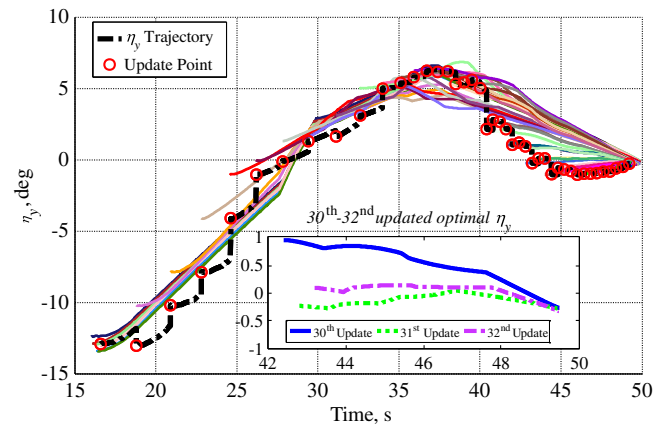 10
5
0
-5
-10
-15
η_y, deg
η_y Trajectory
Update Point
30th-32nd updated optimal η_y
1
0.5
0
-0.5
-1
30th Update 31st Update 32nd Update
42 44 46 48 50
15 20 25 30 35 40 45 50
Time, s